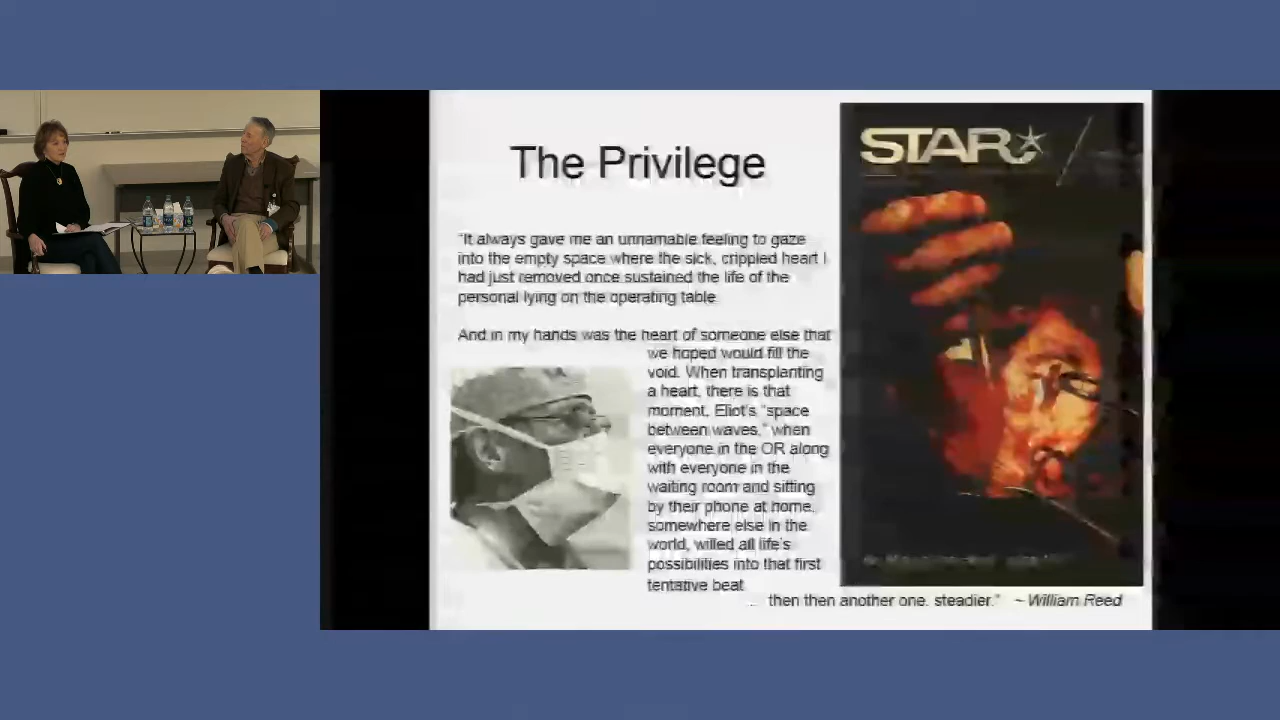 The Privilege
"It always gave me an unnamable feeling to gaze
into the empty space where the sick, crippled heart I
had just removed once sustained the life of the
personal lying on the operating table
And in my hands was the heart of someone else that
we hoped would fill the
void. When transplanting
a heart, there is that
moment, Eliot's "space
between waves," when
everyone in the OR along
with everyone in the
waiting room and sitting
by their phone at home,
somewhere else in the
world, willed all life's
possibilities into that first
tentative beat
... then then another one, steadier." ~ William Reed
STAR